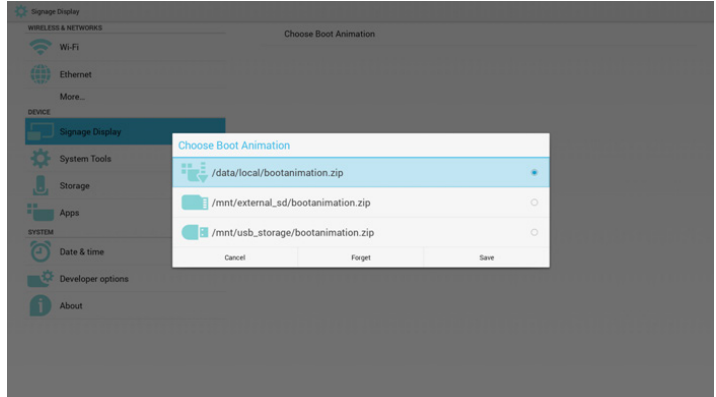 Signage Display
WIRELESS & NETWORKS
Choose Boot Animation
Wi-Fi
Ethernet
More...
DEVICE
Signage Display
System Tools
Storage
Apps
SYSTEM
Date & time
Developer options
About
Choose Boot Animation
/data/local/bootanimation.zip
/mnt/external_sd/bootanimation.zip
/mnt/usb_storage/bootanimation.zip
Cancel Forget Save